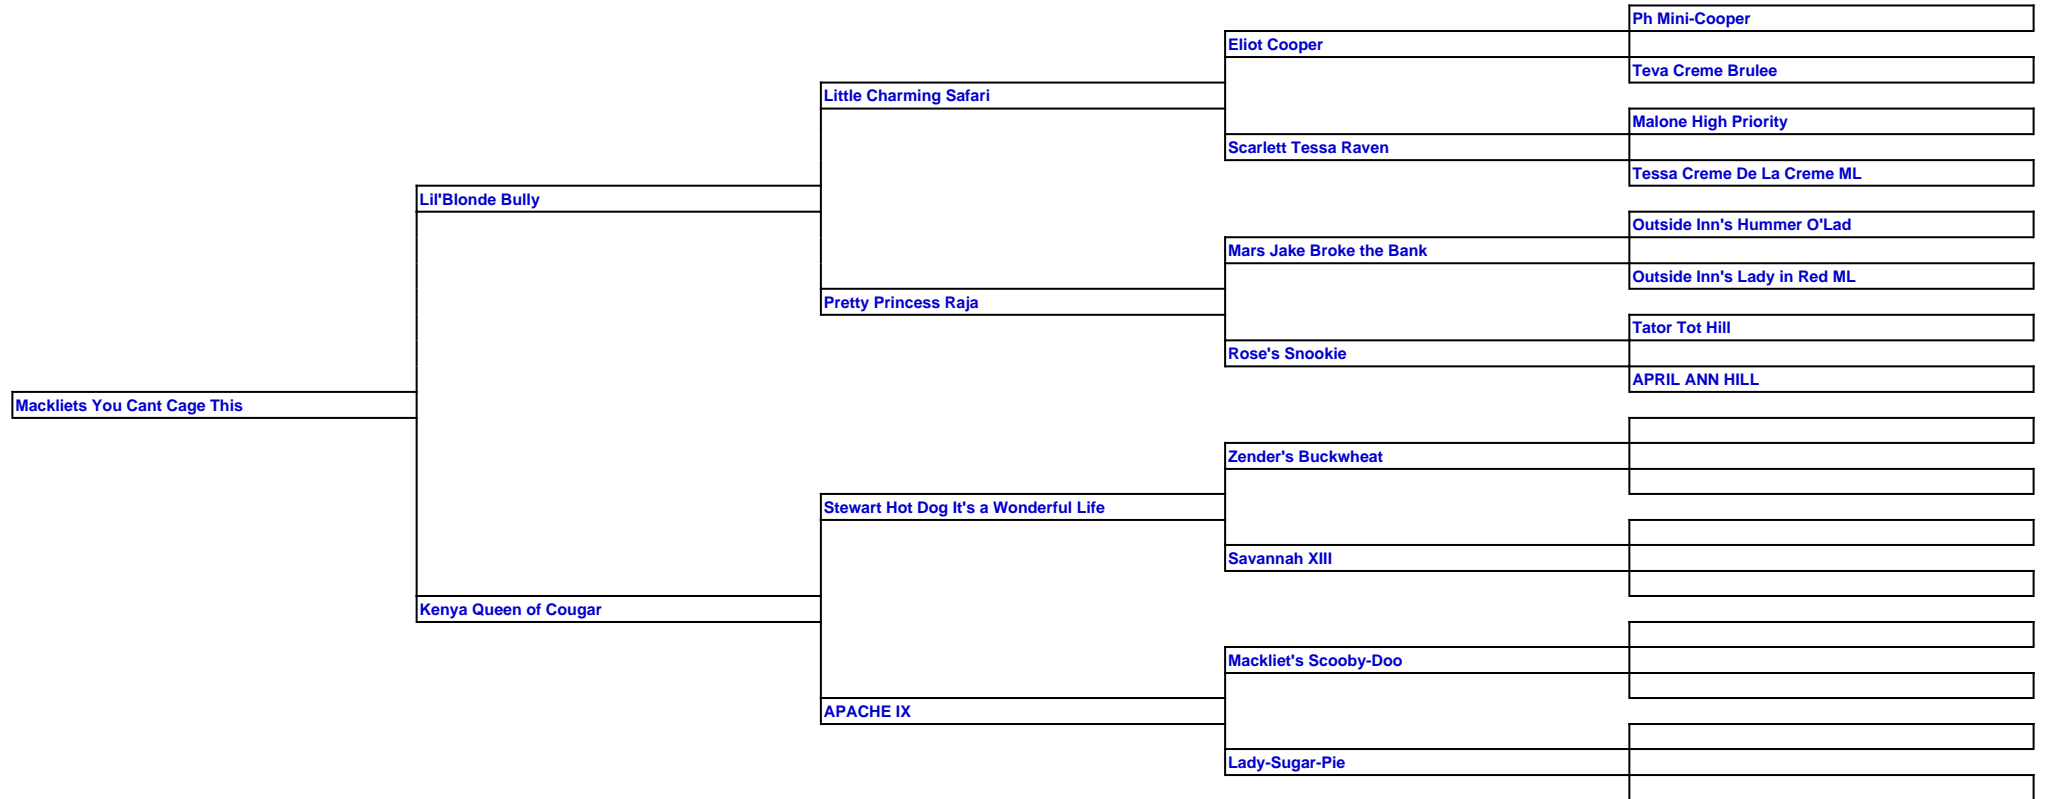 Ph Mini-Cooper
Eliot Cooper
Teva Creme Brulee
Little Charming Safari
Malone High Priority
Scarlett Tessa Raven
Tessa Creme De La Creme ML
Lil'Blonde Bully
Outside Inn's Hummer O'Lad
Mars Jake Broke the Bank
Outside Inn's Lady in Red ML
Pretty Princess Raja
Tator Tot Hill
Rose's Snookie
APRIL ANN HILL
Mackliets You Cant Cage This
Zender's Buckwheat
Stewart Hot Dog It's a Wonderful Life
Savannah XIII
Kenya Queen of Cougar
Mackliet's Scooby-Doo
APACHE IX
Lady-Sugar-Pie